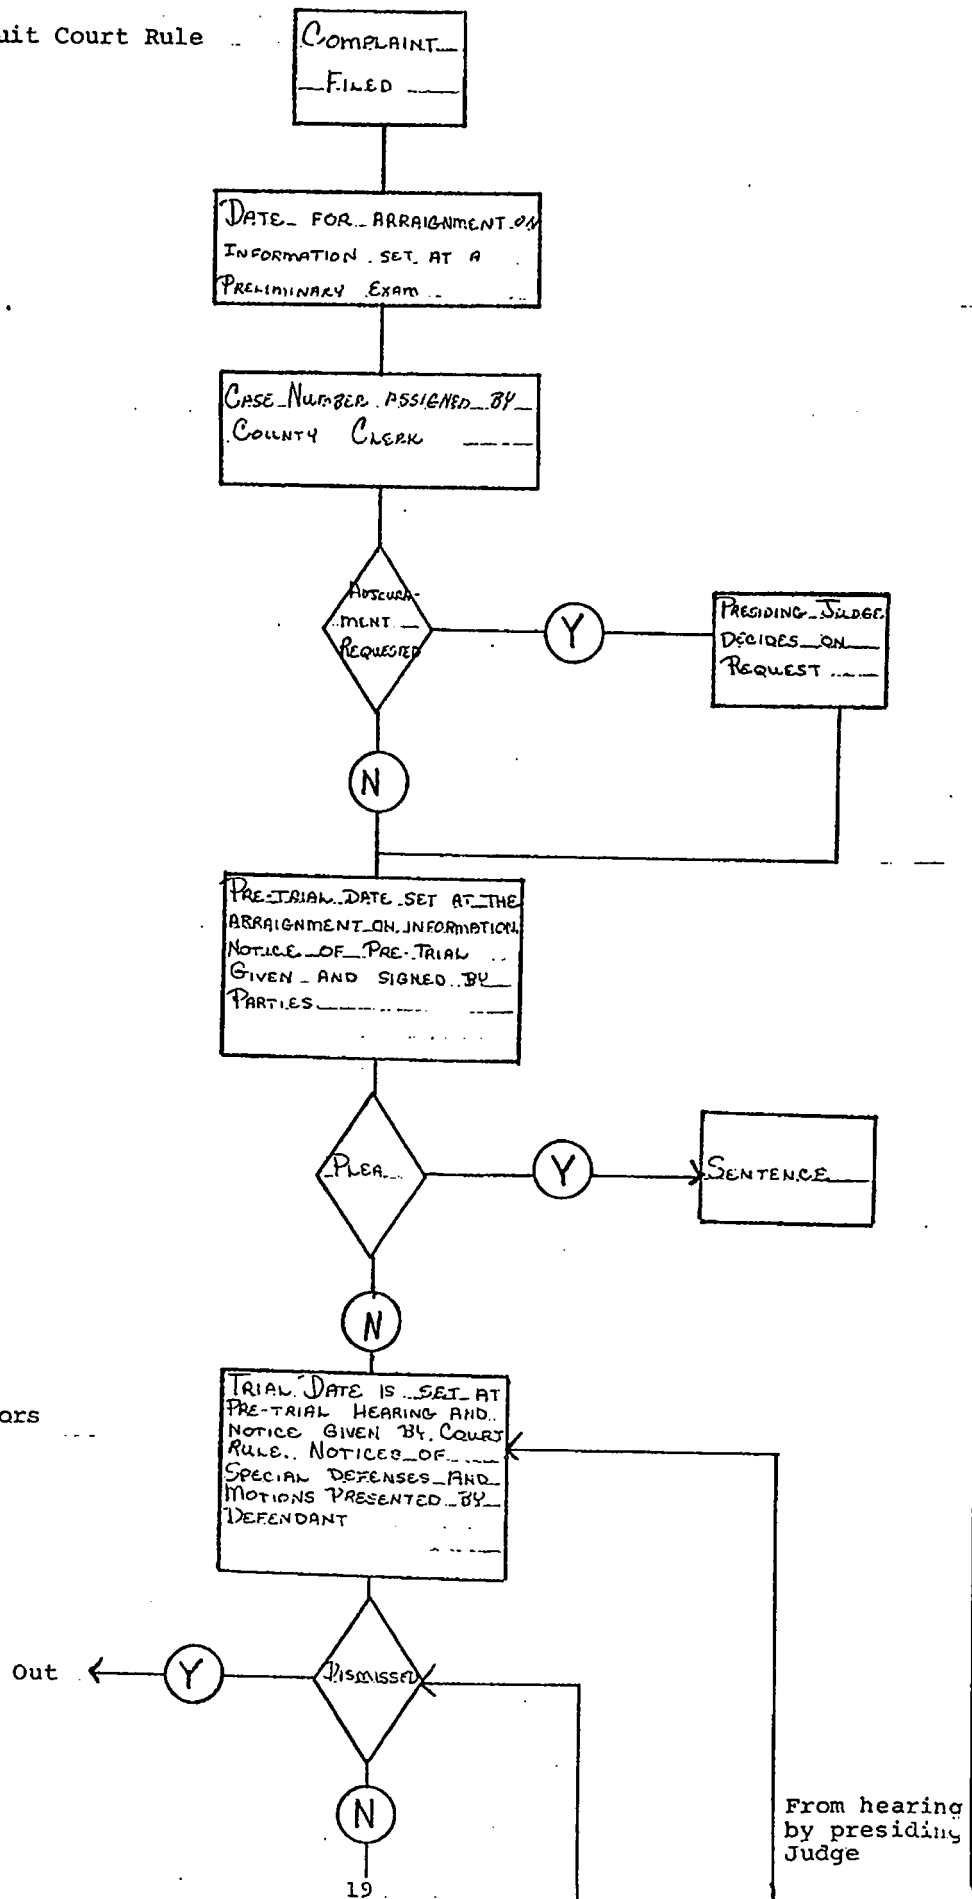 uit Court Rule
COMPLAINT
FILED
DATE FOR ARRAIGNMENT ON
INFORMATION SET AT A
PRELIMINARY EXAM
CASE NUMBER ASSIGNED BY
COUNTY CLERK
MENT
REQUESTED
Y
PRESIDING JUDGE
DECIDES ON
REQUEST
N
PRE-TRIAL DATE SET AT THE
ARRAIGNMENT ON INFORMATION.
NOTICE OF PRE-TRIAL
GIVEN AND SIGNED BY
PARTIES
PLEA
Y
SENTENCE
N
ors
TRIAL DATE IS SET AT
PRE-TRIAL HEARING AND
NOTICE GIVEN BY COURT
RULE. NOTICES OF
SPECIAL DEFENSES AND
MOTIONS PRESENTED BY
DEFENDANT
Out
Y
DISMISSED
N
From hearing
by presiding
Judge
19